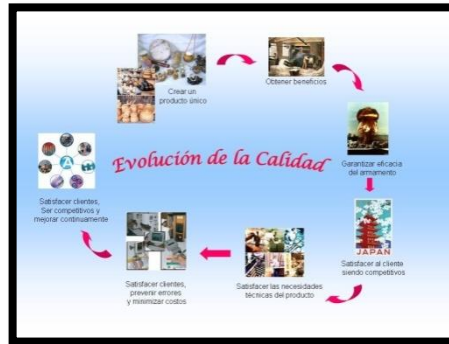 Crear un
producto único
Obtener beneficios
Garantizar eficacia
del armamento
JAPAN
Satisfacer al cliente
siendo competitivos
Satisfacer las necesidades
técnicas del producto
Satisfacer clientes,
prevenir errores
y minimizar costos
Satisfacer clientes,
Ser competitivos y
mejorar continuamente
Evolución de la Calidad